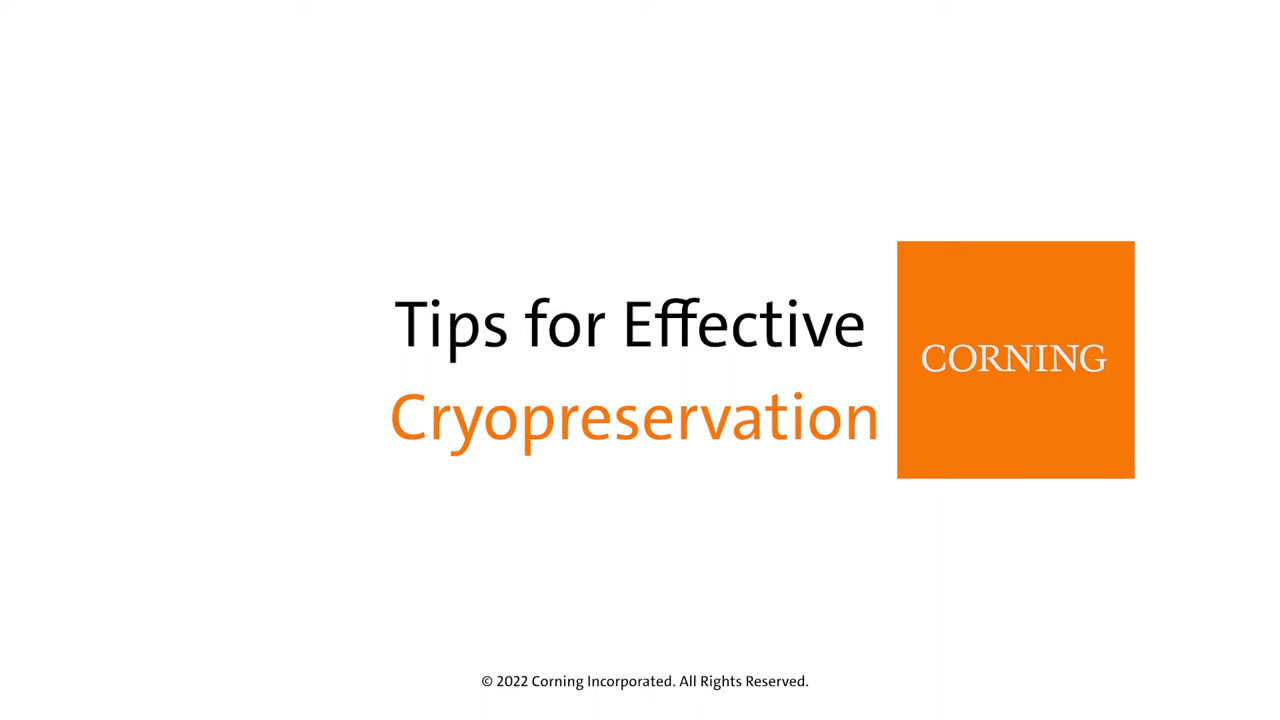 Tips for Effective
Cryopreservation
CORNING
© 2022 Corning Incorporated. All Rights Reserved.